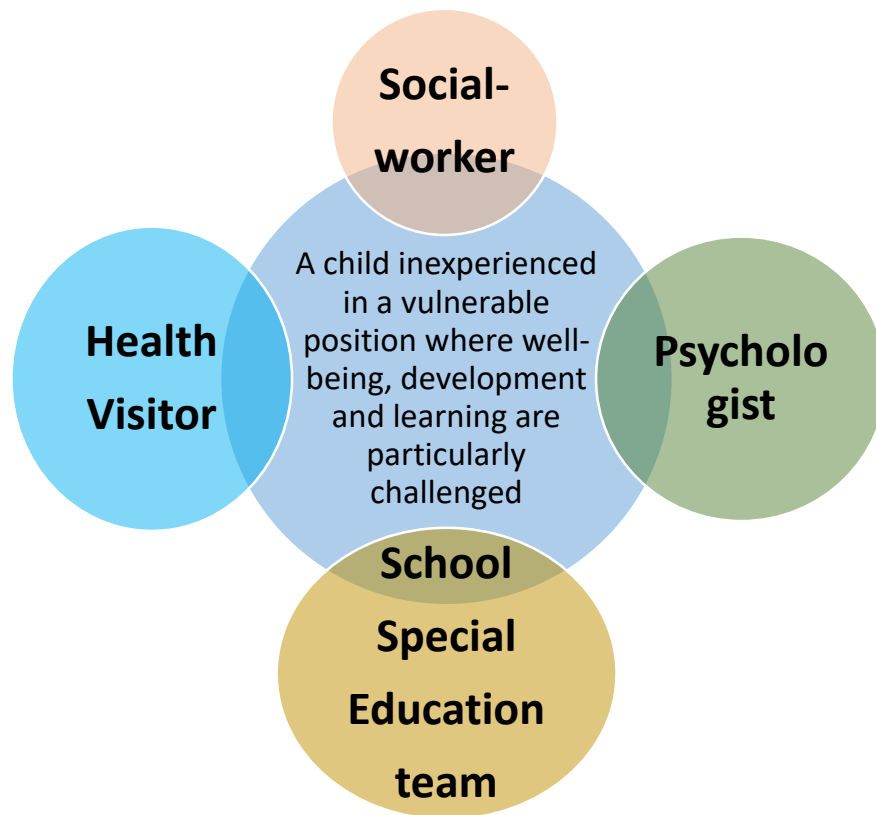 Social-
worker
Health
Visitor
A child inexperienced
in a vulnerable
position where well-
being, development
and learning are
particularly
challenged
Psycholo
gist
School
Special
Education
team